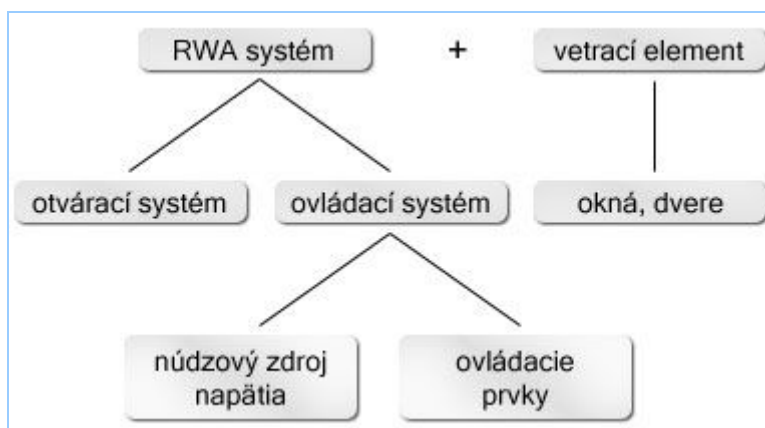 RWA systém + vetrací element
otvárací systém ovládací systém okná, dvere
núdzový zdroj
napätia
ovládacie
prvky